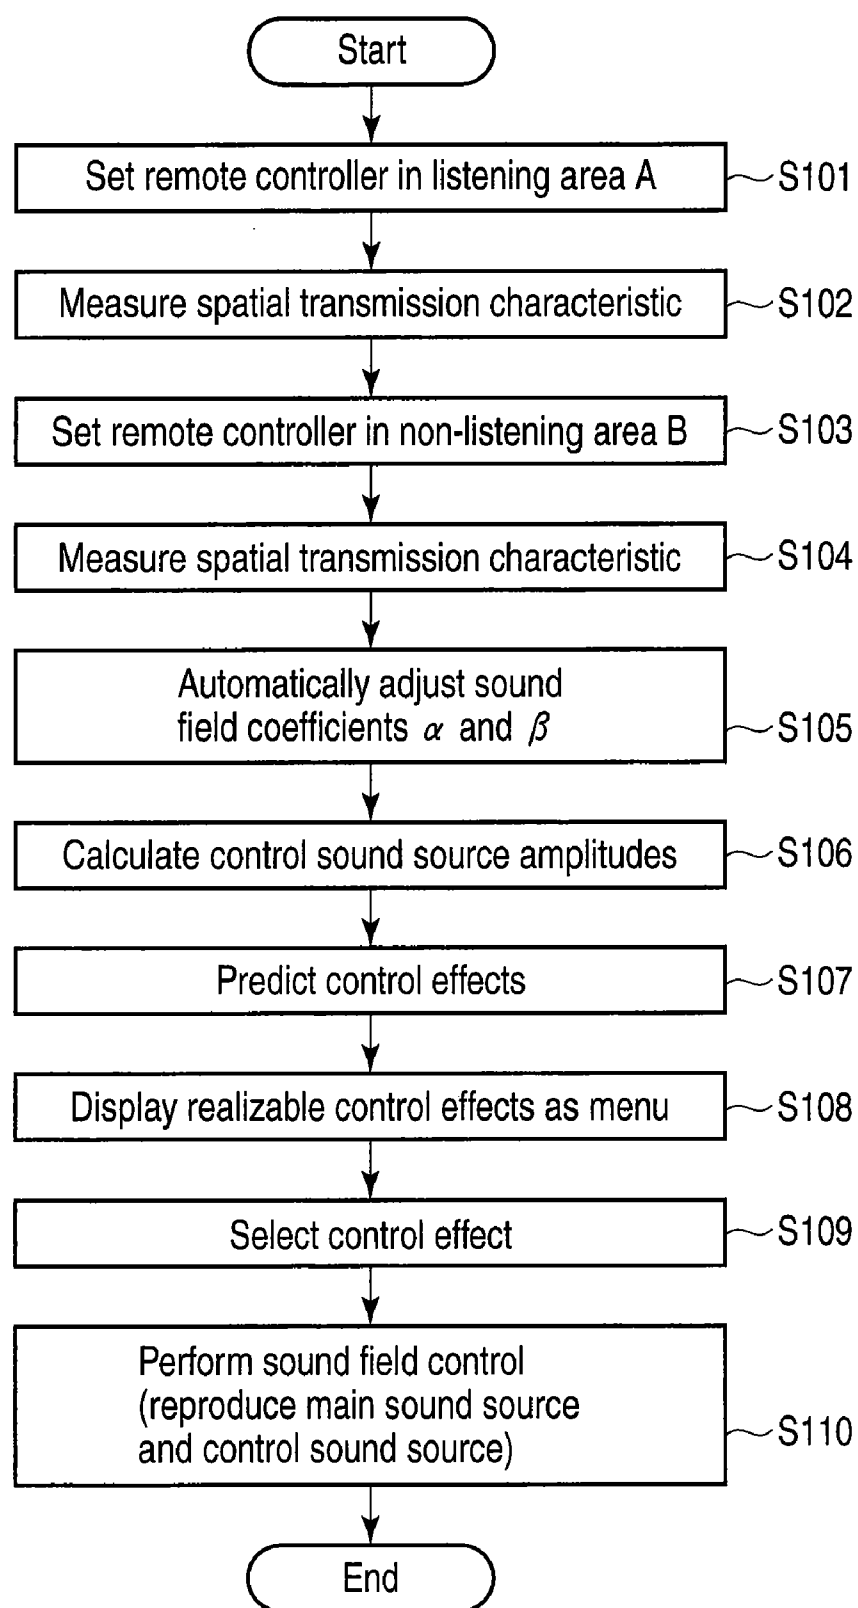 Start
Set remote controller in listening area A
S101
Measure spatial transmission characteristic
S102
Set remote controller in non-listening area B
S103
Measure spatial transmission characteristic
S104
Automatically adjust sound
field coefficients α and β
S105
Calculate control sound source amplitudes
S106
Predict control effects
S107
Display realizable control effects as menu
S108
Select control effect
S109
Perform sound field control
(reproduce main sound source
and control sound source)
S110
End